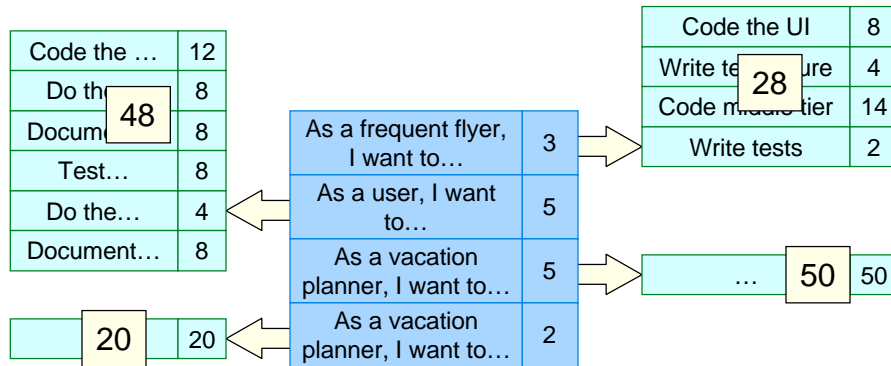 Code the … 12
Do the 8
48
Docum 8
Test… 8
Do the… 4
Document… 8
20
20
As a frequent flyer,
I want to… 3
As a user, I want
to… 5
As a vacation
planner, I want to… 5
As a vacation
planner, I want to… 2
Code the UI 8
Write te ure 4
28
Code middle tier 14
Write tests 2
… 50
50